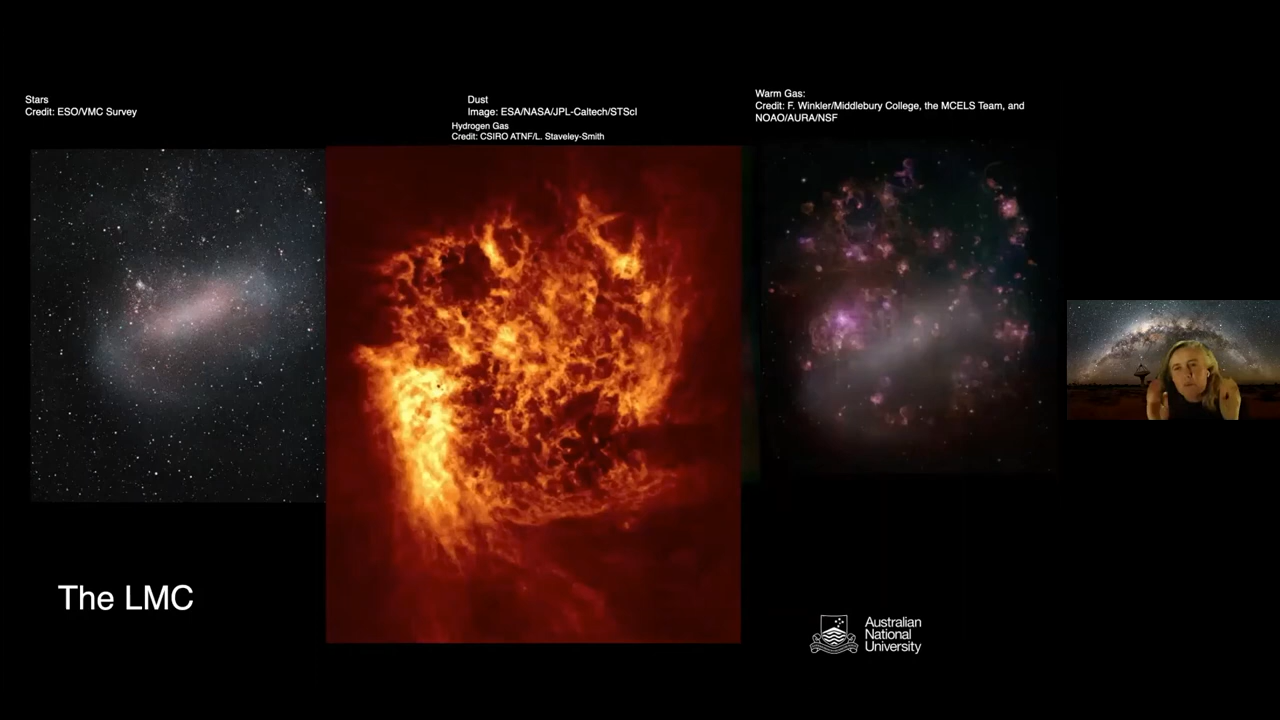 Stars
Credit: ESO/VMC Survey
Dust
Image: ESA/NASA/JPL-Caltech/STScI
Hydrogen Gas
Credit: CSIRO ATNF/L. Staveley-Smith
Warm Gas:
Credit: F. Winkler/Middlebury College, the MCELS Team, and
NOAO/AURA/NSF
The LMC
Australian
National
University